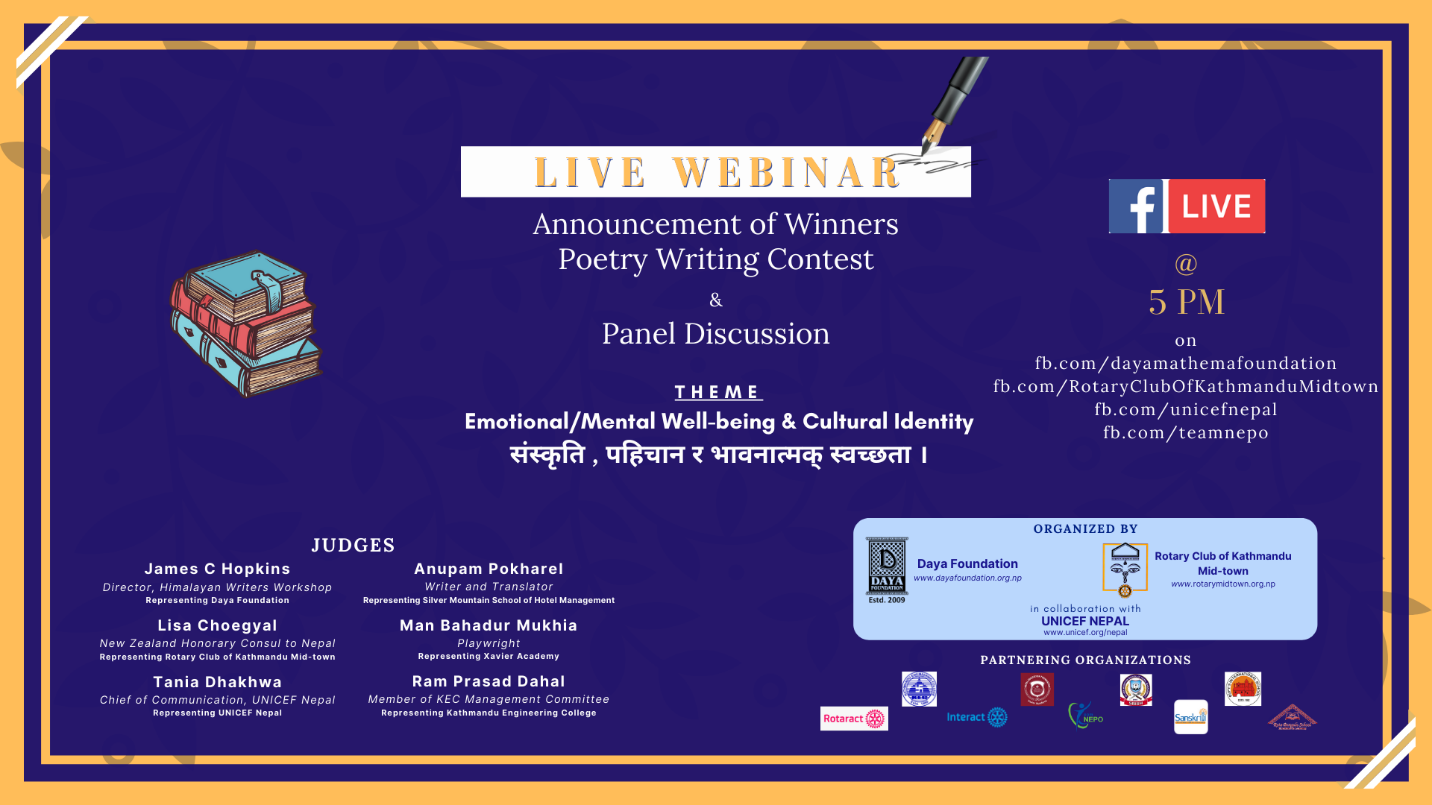 LIVE WEBINAR
Announcement of Winners
Poetry Writing Contest
&
Panel Discussion
THEME
Emotional/Mental Well-being & Cultural Identity
संस्कृति , पहिचान र भावनात्मक् स्वच्छता ।
LIVE
@
5 PM
on
fb.com/dayamathemafoundation
fb.com/RotaryClubOfKathmanduMidtown
fb.com/unicefnepal
fb.com/teamnepo
JUDGES
James C Hopkins
Director, Himalayan Writers Workshop
Representing Daya Foundation
Lisa Choegyal
New Zealand Honorary Consul to Nepal
Representing Rotary Club of Kathmandu Mid-town
Tania Dhakhwa
Chief of Communication, UNICEF Nepal
Representing UNICEF Nepal
Anupam Pokharel
Writer and Translator
Representing Silver Mountain School of Hotel Management
Man Bahadur Mukhia
Playwright
Representing Xavier Academy
Ram Prasad Dahal
Member of KEC Management Committee
Representing Kathmandu Engineering College
ORGANIZED BY
DAYA
FOUNDATION
Estd. 2009
Daya Foundation
www.dayafoundation.org.np
Rotary Club of Kathmandu
Mid-town
www.rotarymidtown.org.np
in collaboration with
UNICEF NEPAL
www.unicef.org/nepal
PARTNERING ORGANIZATIONS
Rotaract
Interact
NEPO
Sanskriti